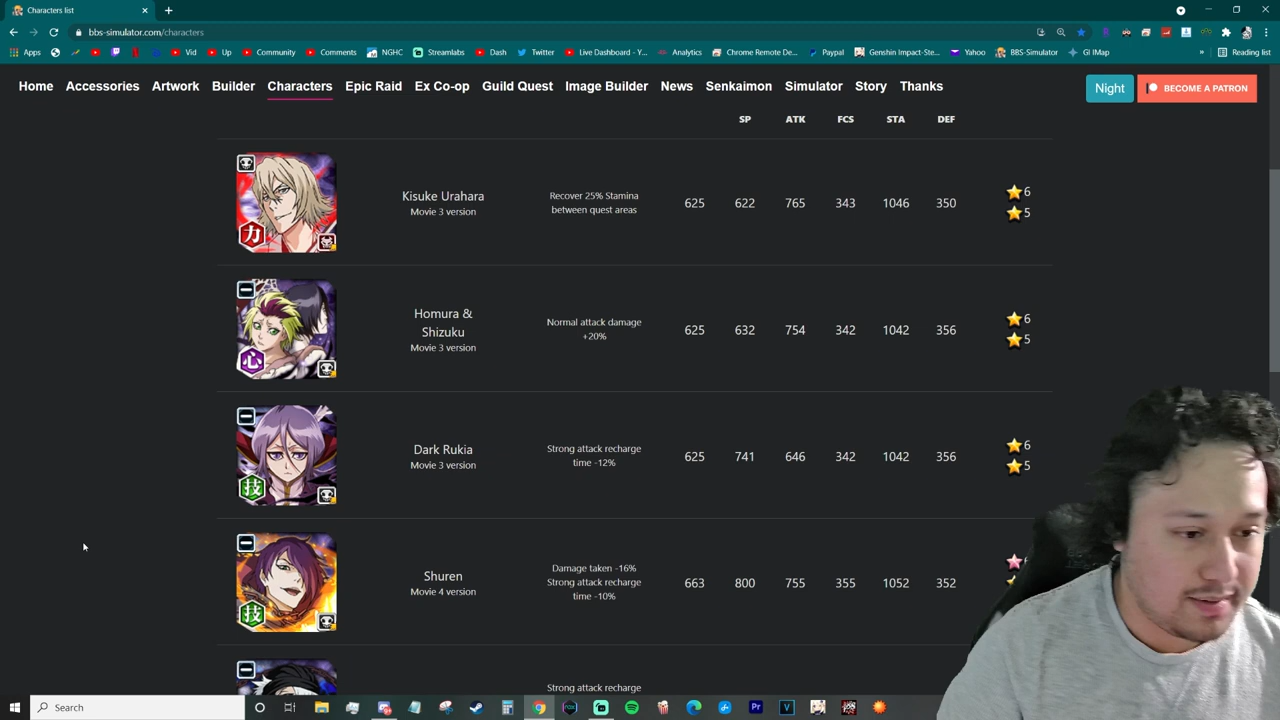 Characters list
bbs-simulator.com/characters
Apps
Vid
Up
Community
Comments
NGHC
Streamlabs
Dash
Twitter
Live Dashboard - Y...
Analytics
Chrome Remote De...
Paypal
Genshin Impact-Ste...
Yahoo
BBS-Simulator
GI IMap
»
Reading list
Home Accessories Artwork Builder Characters Epic Raid Ex Co-op Guild Quest Image Builder News Senkaimon Simulator Story Thanks
Night
BECOME A PATRON
SP ATK FCS STA DEF
力
Kisuke Urahara
Movie 3 version
Recover 25% Stamina
between quest areas
625 622 765 343 1046 350
6
5
心
Homura &
Shizuku
Movie 3 version
Normal attack damage
+20%
625 632 754 342 1042 356
6
5
技
Dark Rukia
Movie 3 version
Strong attack recharge
time -12%
625 741 646 342 1042 356
6
5
技
Shuren
Movie 4 version
Damage taken -16%
Strong attack recharge
time -10%
663 800 755 355 1052 352
Strong attack recharge
Search
Pr
V